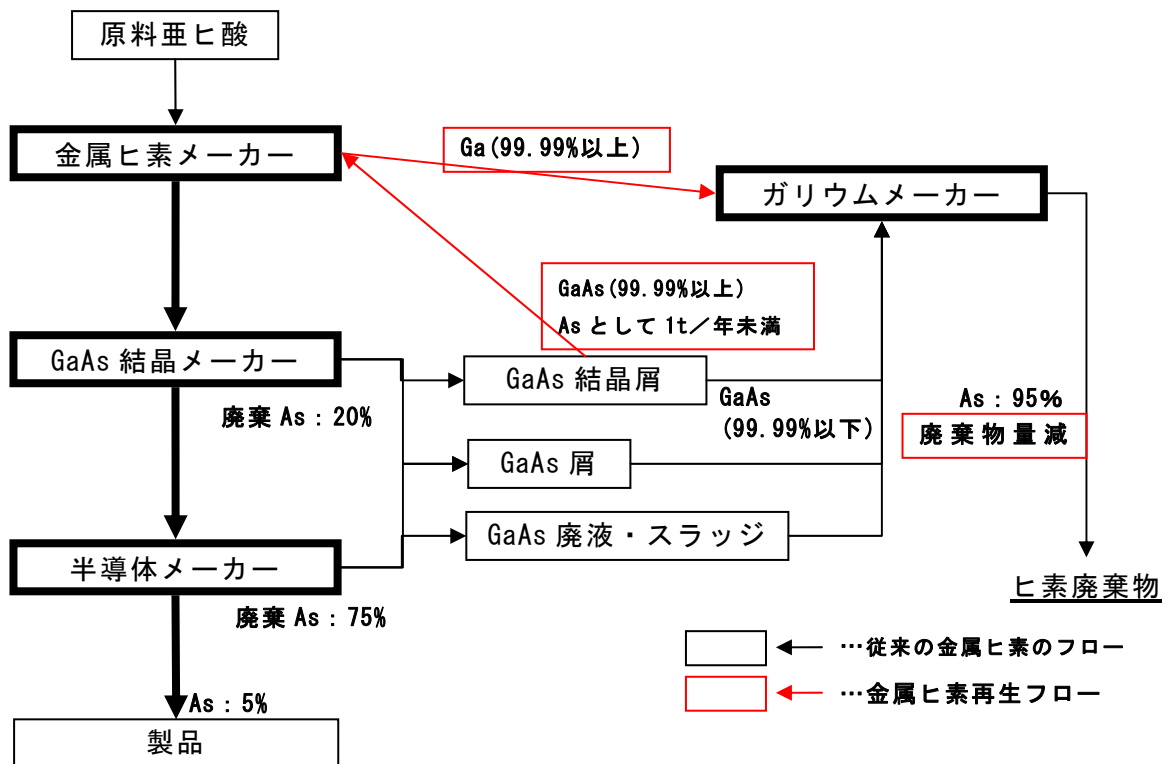 原料亜ヒ酸
金属ヒ素メーカー
Ga(99.99%以上)
ガリウムメーカー
GaAs(99.99%以上)
Asとして1t／年未満
GaAs結晶メーカー
GaAs結晶屑
廃棄As：20%
GaAs
(99.99%以下)
As：95%
廃棄物量減
GaAs屑
GaAs廃液・スラッジ
半導体メーカー
廃棄As：75%
ヒ素廃棄物
…従来の金属ヒ素のフロー
…金属ヒ素再生フロー
As：5%
製品